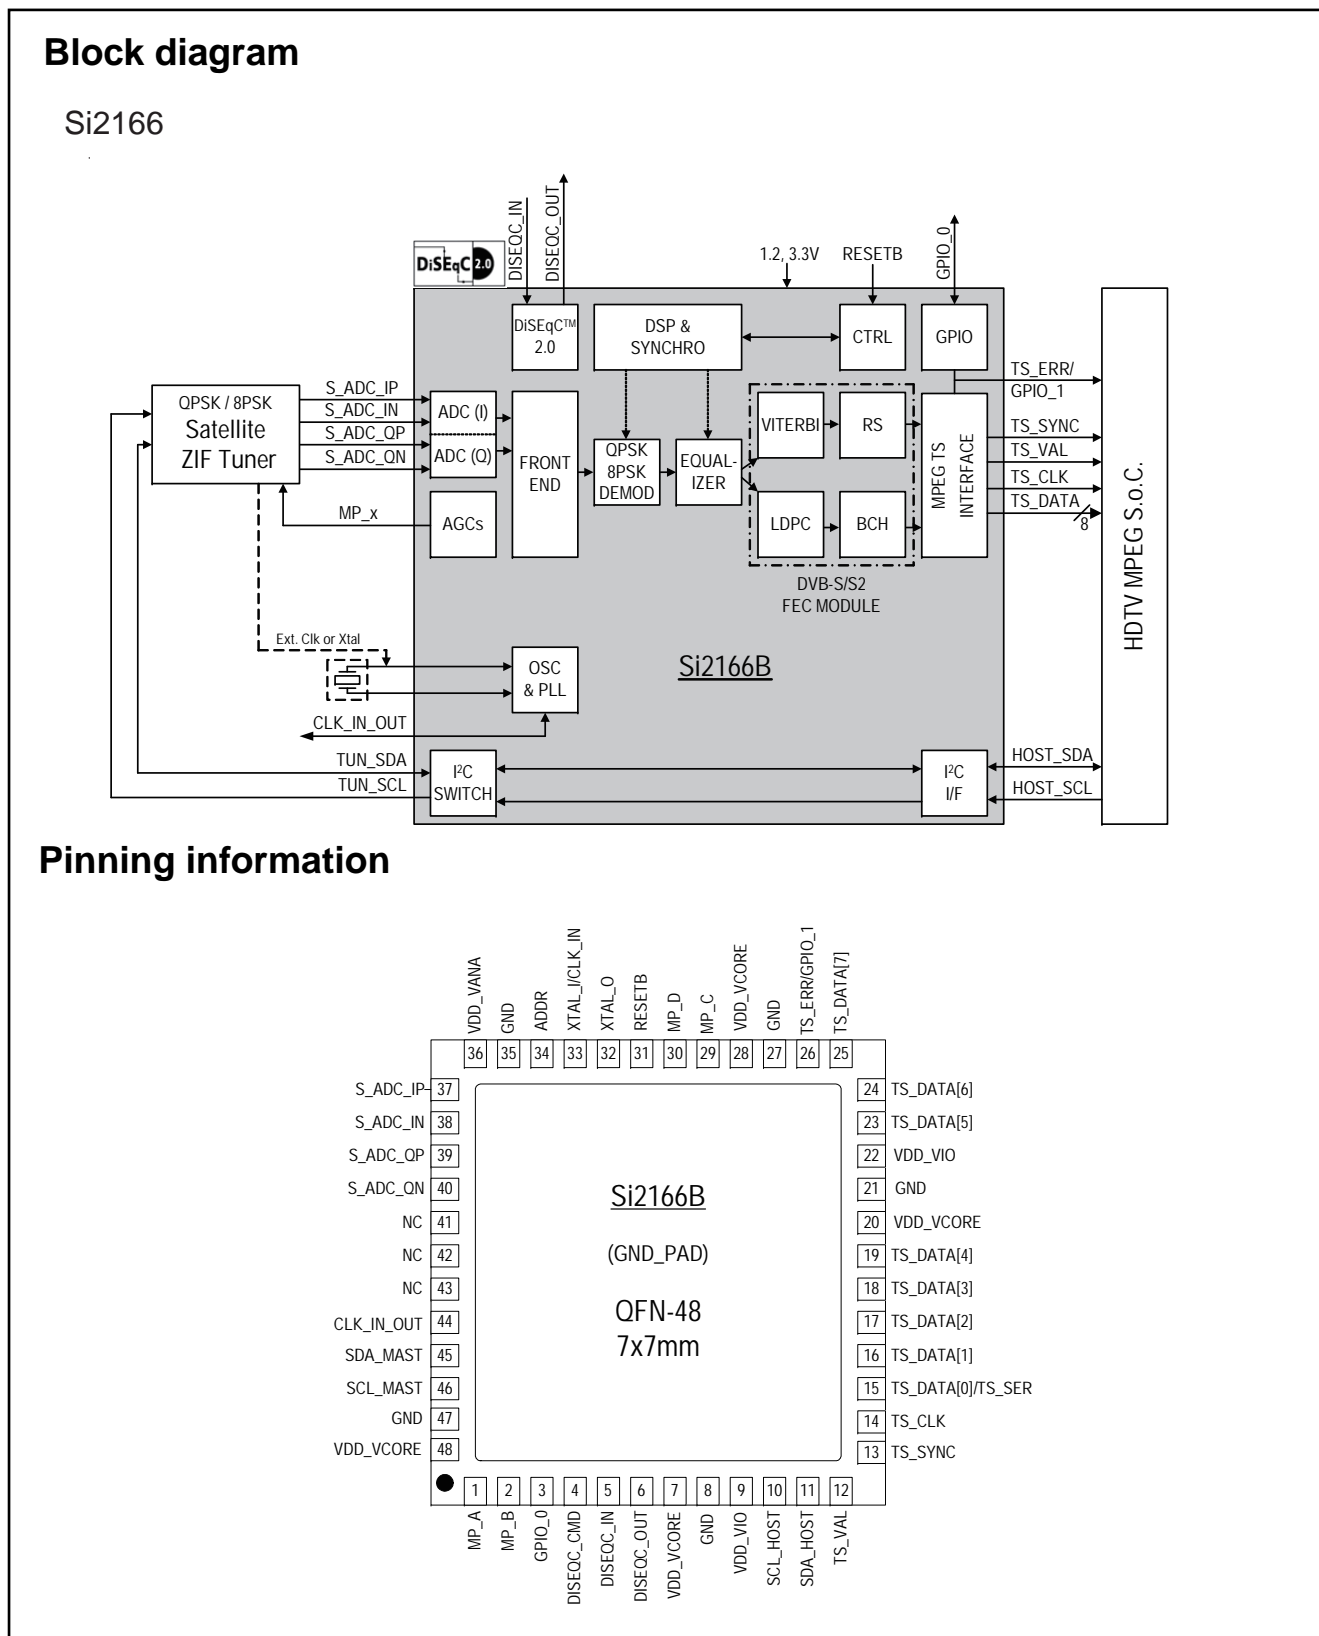 Block diagram
Si2166
DISEQC_IN
DISEQC_OUT
DiSEqC 2.0
1.2, 3.3V
RESETB
GPIO_0
DiSEqC™
2.0
DSP &
SYNCHRO
CTRL
GPIO
TS_ERR/
GPIO_1
QPSK / 8PSK
Satellite
ZIF Tuner
S_ADC_IP
S_ADC_IN
S_ADC_QP
S_ADC_QN
MP_x
ADC (I)
ADC (Q)
AGCs
FRONT
END
QPSK
8PSK
DEMOD
EQUAL-
IZER
VITERBI
RS
LDPC
BCH
DVB-S/S2
FEC MODULE
MPEG TS
INTERFACE
TS_SYNC
TS_VAL
TS_CLK
TS_DATA
8
HDTV MPEG S.o.C.
Ext. Clk or Xtal
OSC
& PLL
Si2166B
CLK_IN_OUT
TUN_SDA
TUN_SCL
I²C
SWITCH
I²C
I/F
HOST_SDA
HOST_SCL
Pinning information
VDD_VANA
GND
ADDR
XTAL_I/CLK_IN
XTAL_O
RESETB
MP_D
MP_C
VDD_VCORE
GND
TS_ERR/GPIO_1
TS_DATA[7]
36 35 34 33 32 31 30 29 28 27 26 25
S_ADC_IP 37
S_ADC_IN 38
S_ADC_QP 39
S_ADC_QN 40
NC 41
NC 42
NC 43
CLK_IN_OUT 44
SDA_MAST 45
SCL_MAST 46
GND 47
VDD_VCORE 48
Si2166B
(GND_PAD)
QFN-48
7x7mm
24 TS_DATA[6]
23 TS_DATA[5]
22 VDD_VIO
21 GND
20 VDD_VCORE
19 TS_DATA[4]
18 TS_DATA[3]
17 TS_DATA[2]
16 TS_DATA[1]
15 TS_DATA[0]/TS_SER
14 TS_CLK
13 TS_SYNC
1 2 3 4 5 6 7 8 9 10 11 12
MP_A
MP_B
GPIO_0
DISEQC_CMD
DISEQC_IN
DISEQC_OUT
VDD_VCORE
GND
VDD_VIO
SCL_HOST
SDA_HOST
TS_VAL